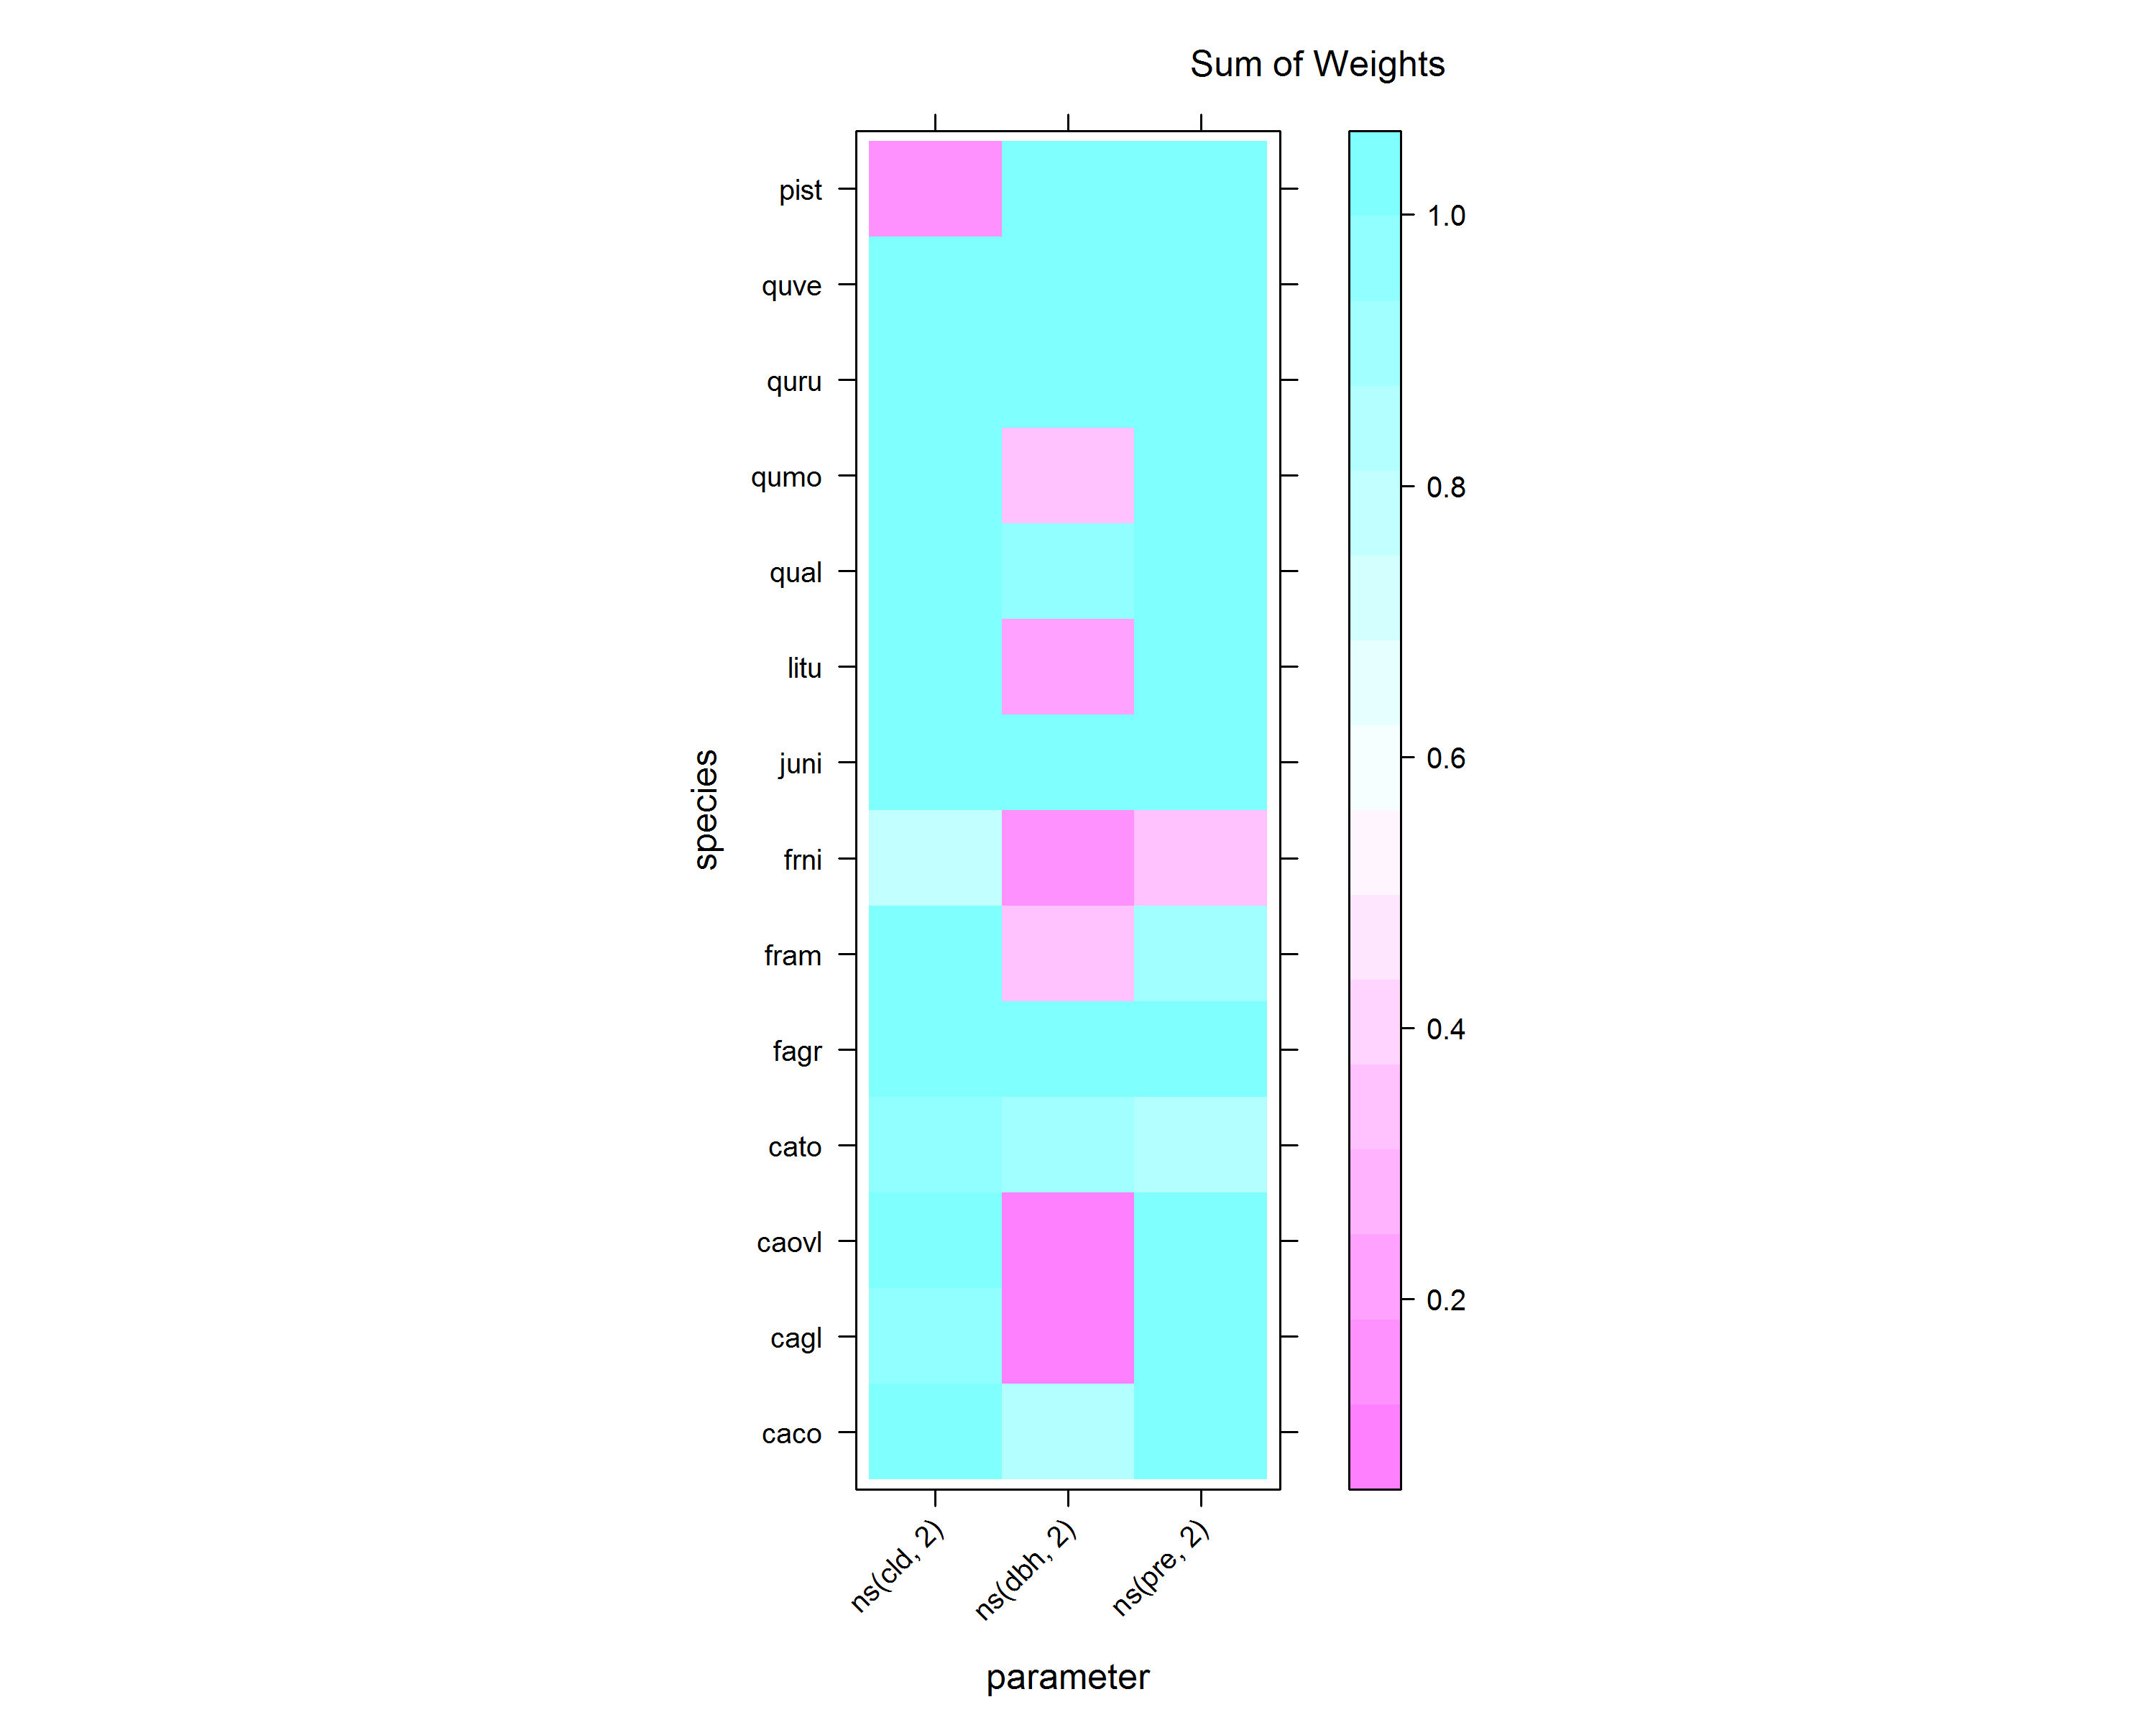 Sum of Weights
pist
quve
quru
qumo
qual
litu
juni
frni
fram
fagr
cato
caovl
cagl
caco
species
1.0
0.8
0.6
0.4
0.2
ns(cld, 2)
ns(dbh, 2)
ns(pre, 2)
parameter